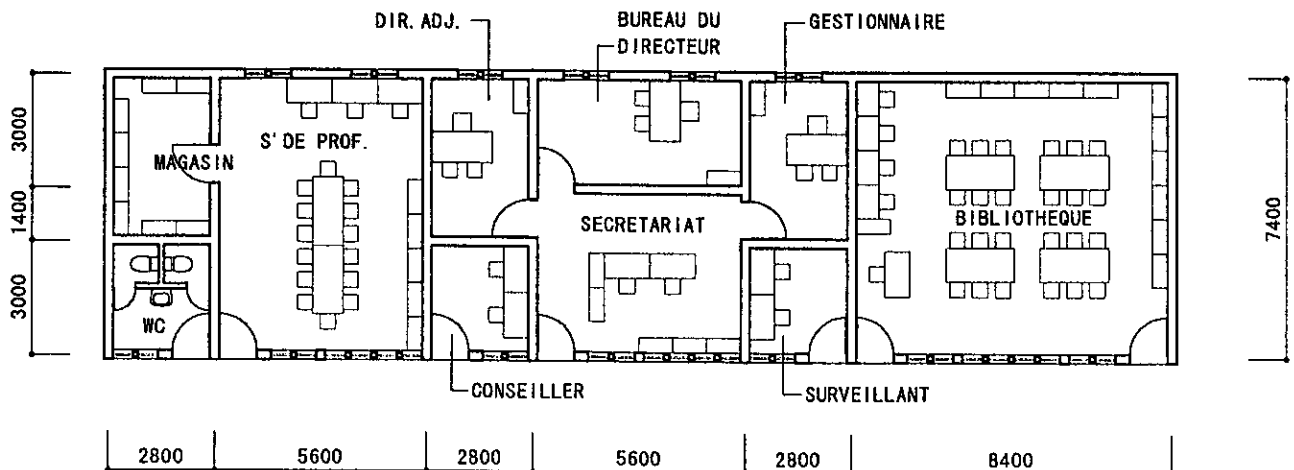 DIR. ADJ.
BUREAU DU
DIRECTEUR
GESTIONNAIRE
3000
1400
3000
MAGASIN
S'DE PROF.
SECRETARIAT
BIBLIOTHEQUE
7400
WC
CONSEILLER
SURVEILLANT
2800
5600
2800
5600
2800
8400